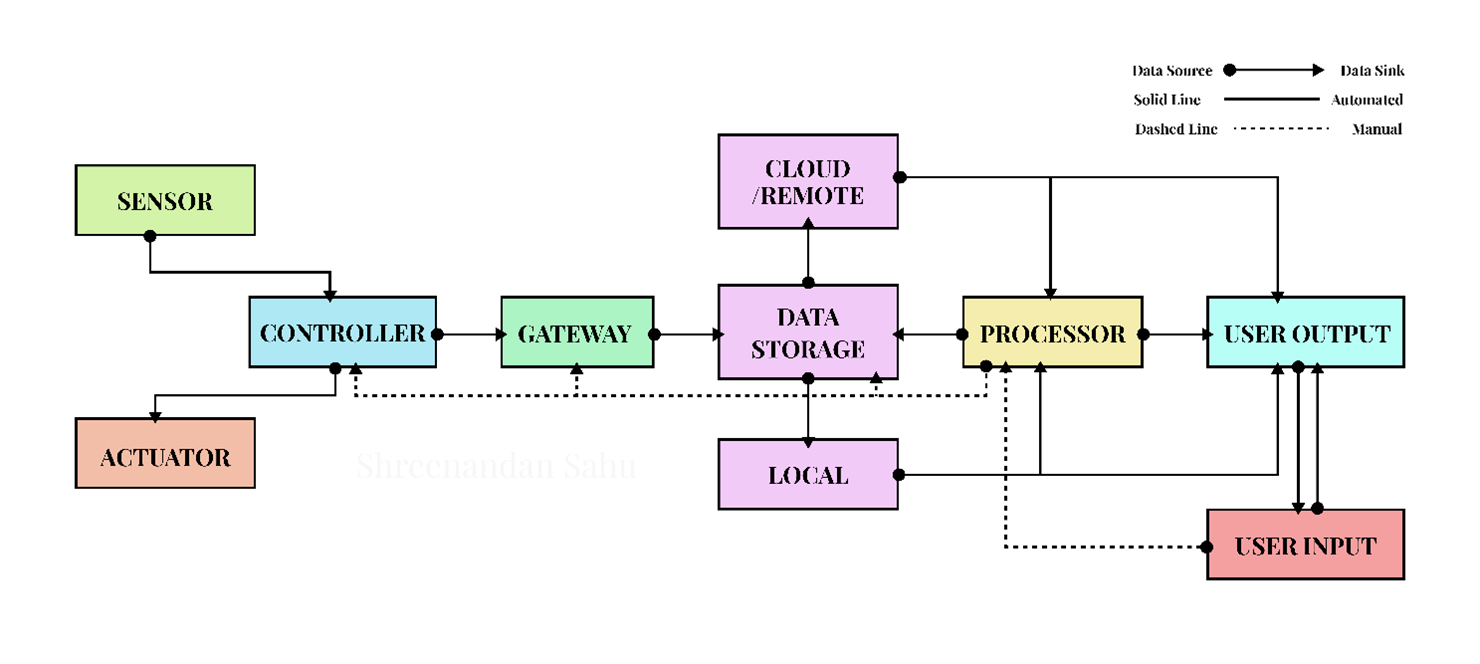 Data Source Data Sink
Solid Line Automated
Dashed Line Manual
CLOUD
/REMOTE
SENSOR
CONTROLLER
GATEWAY
DATA
STORAGE
PROCESSOR
USER OUTPUT
ACTUATOR
Shreenandan Sahu
LOCAL
USER INPUT